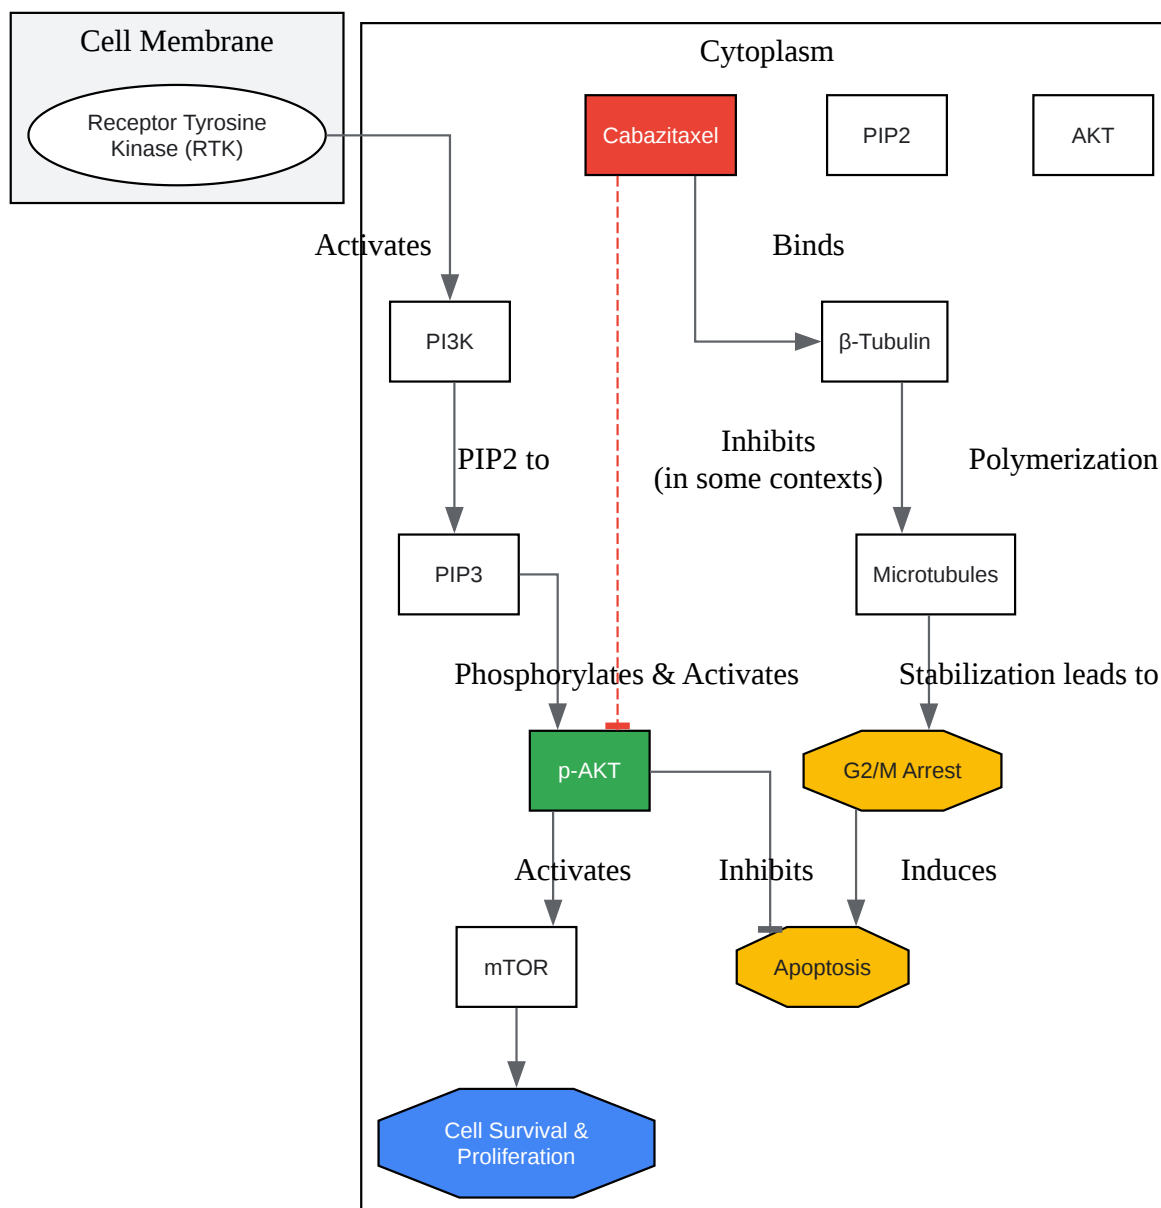 Cell Membrane
Cytoplasm
Receptor Tyrosine
Kinase (RTK)
Cabazitaxel
PIP2
AKT
Activates
Binds
PI3K
β-Tubulin
PIP2 to
Inhibits
(in some contexts)
Polymerization
PIP3
Microtubules
Phosphorylates & Activates
Stabilization leads to
p-AKT
G2/M Arrest
Activates
Inhibits
Induces
mTOR
Apoptosis
Cell Survival &
Proliferation